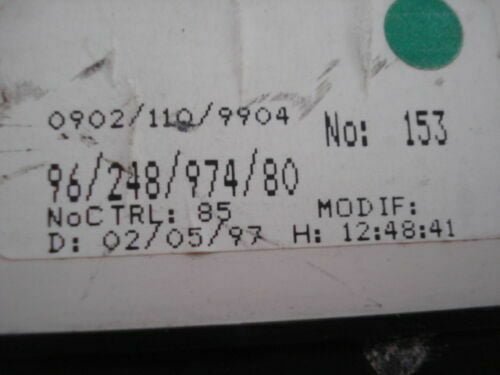 0902/110/9904 No: 153
96/248/974/80
NoCTRL: 85 MODIF:
D: 02/05/97 H: 12:48:41